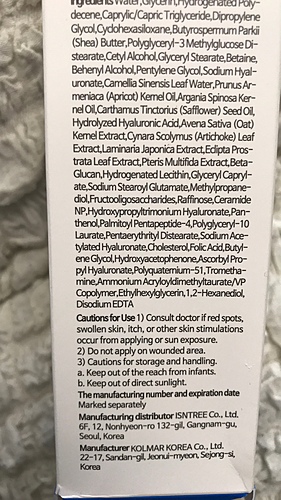 Ingredients Water,Glycerin,Hydrogenated Poly-
decene,Caprylic/Capric Triglyceride,Dipropylene
Glycol,Cyclohexasiloxane,Butyrospermum Parkii
(Shea) Butter,Polyglyceryl-3 Methylglucose Di-
stearate,Cetyl Alcohol,Glyceryl Stearate,Betaine,
Behenyl Alcohol,Pentylene Glycol,Sodium Hyal-
uronate,Camellia Sinensis Leaf Water,Prunus Ar-
meniaca (Apricot) Kernel Oil,Argania Spinosa Ker-
nel Oil,Carthamus Tinctorius (Safflower) Seed Oil,
Hydrolyzed Hyaluronic Acid,Avena Sativa (Oat)
Kernel Extract,Cynara Scolymus (Artichoke) Leaf
Extract,Laminaria Japonica Extract,Eclipta Pros-
trata Leaf Extract,Pteris Multifida Extract,Beta-
Glucan,Hydrogenated Lecithin,Glyceryl Capryl-
ate,Sodium Stearoyl Glutamate,Methylpropane-
diol,Fructooligosaccharides,Raffinose,Ceramide
NP,Hydroxypropyltrimonium Hyaluronate,Pan-
thenol,Palmitoyl Pentapeptide-4,Polyglyceryl-10
Laurate,Pentaerythrityl Distearate,Sodium Ace-
tylated Hyaluronate,Cholesterol,Folic Acid,Butyl-
ene Glycol,Hydroxyacetophenone,Ascorbyl Pro-
pyl Hyaluronate,Polyquaternium-51,Trometha-
mine,Ammonium Acryloyldimethyltaurate/VP
Copolymer,Ethylhexylglycerin,1,2-Hexanediol,
Disodium EDTA
Cautions for Use 1) Consult doctor if red spots,
swollen skin, itch, or other skin stimulations
occur from applying or sun exposure.
2) Do not apply on wounded area.
3) Cautions for storage and handling.
a. Keep out of the reach from infants.
b. Keep out of direct sunlight.
The manufacturing number and expiration date
Marked separately
Manufacturing distributor ISNTREE Co., Ltd.
6F, 12, Nonhyeon-ro 132-gil, Gangnam-gu,
Seoul, Korea
Manufacturer KOLMAR KOREA Co., Ltd.
22-17, Sandan-gil, Jeonui-myeon, Sejong-si,
Korea